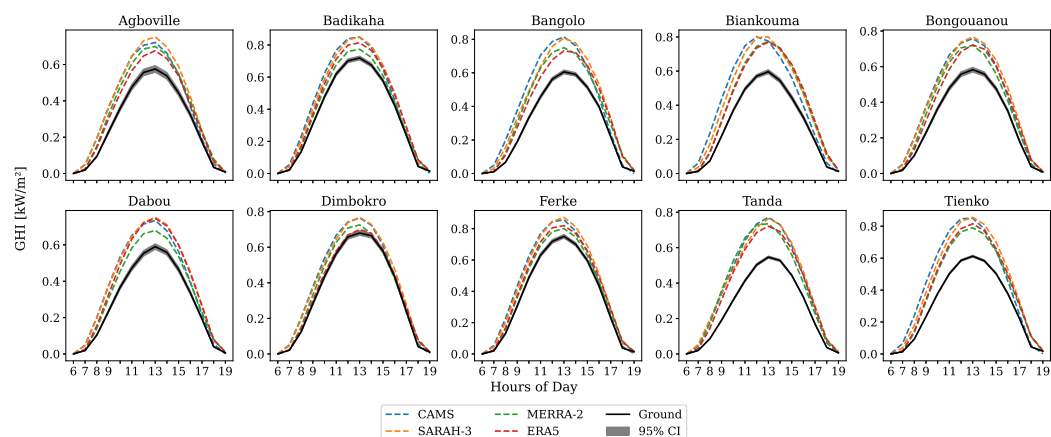 Agboville Badikaha Bangolo Biankouma Bongouanou
0.6 0.4 0.2 0.0
0.8 0.6 0.4 0.2 0.0
0.8 0.6 0.4 0.2 0.0
0.8 0.6 0.4 0.2 0.0
0.8 0.6 0.4 0.2 0.0
GHI [kW/m²]
Dabou Dimbokro Ferke Tanda Tienko
0.6 0.4 0.2 0.0
0.8 0.6 0.4 0.2 0.0
0.8 0.6 0.4 0.2 0.0
0.8 0.6 0.4 0.2 0.0
0.8 0.6 0.4 0.2 0.0
6 7 8 9 11 13 15 17 19
6 7 8 9 11 13 15 17 19
6 7 8 9 11 13 15 17 19
6 7 8 9 11 13 15 17 19
6 7 8 9 11 13 15 17 19
Hours of Day
CAMS MERRA-2 Ground
SARAH-3 ERA5 95% CI